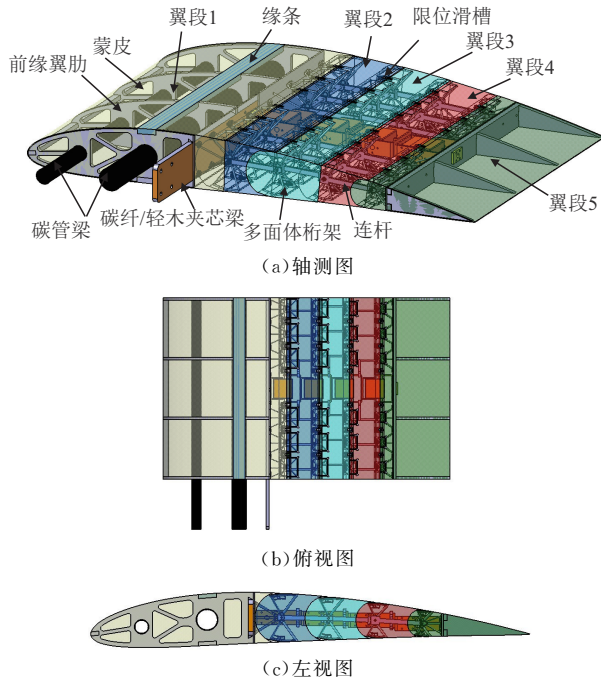 翼段1
缘条
翼段2
限位滑槽
蒙皮
翼段3
前缘翼肋
翼段4
碳管梁
碳纤/轻木夹芯梁
多面体桁架
连杆
翼段5
(a)轴测图
(b)俯视图
(c)左视图